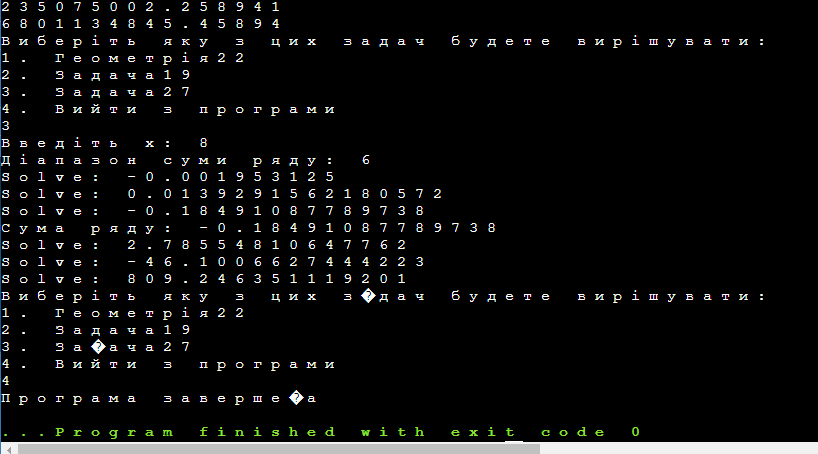 235075002.258941
6801134845.45894
Виберіть яку з цих задач будете вирішувати:
1. Геометрія22
2. Задача19
3. Задача27
4. Вийти з програми
3
Введіть x: 8
Діапазон суми ряду: 6
Solve: -0.001953125
Solve: 0.0139291562180572
Solve: -0.18491087789738
Сума ряду: -0.18491087789738
Solve: 2.78554810647762
Solve: -46.1006627444223
Solve: 809.246351119201
Виберіть яку з цих з�дач будете вирішувати:
1. Геометрія22
2. Задача19
3. За�ача27
4. Вийти з програми
4
Програма заверше�а
...Program finished with exit code 0